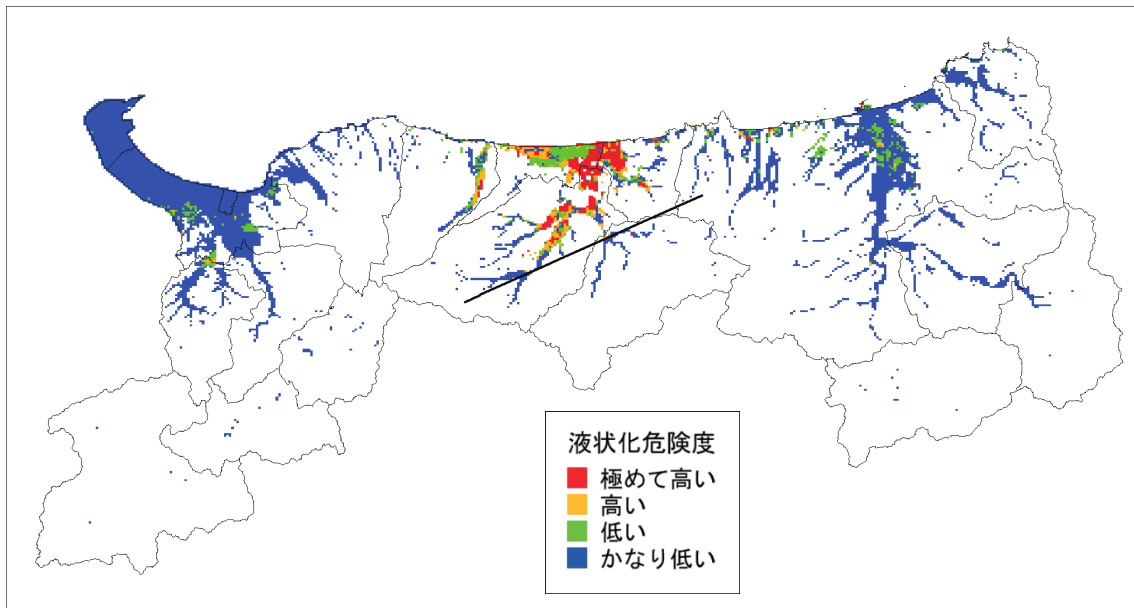 液状化危険度
極めて高い
高い
低い
かなり低い